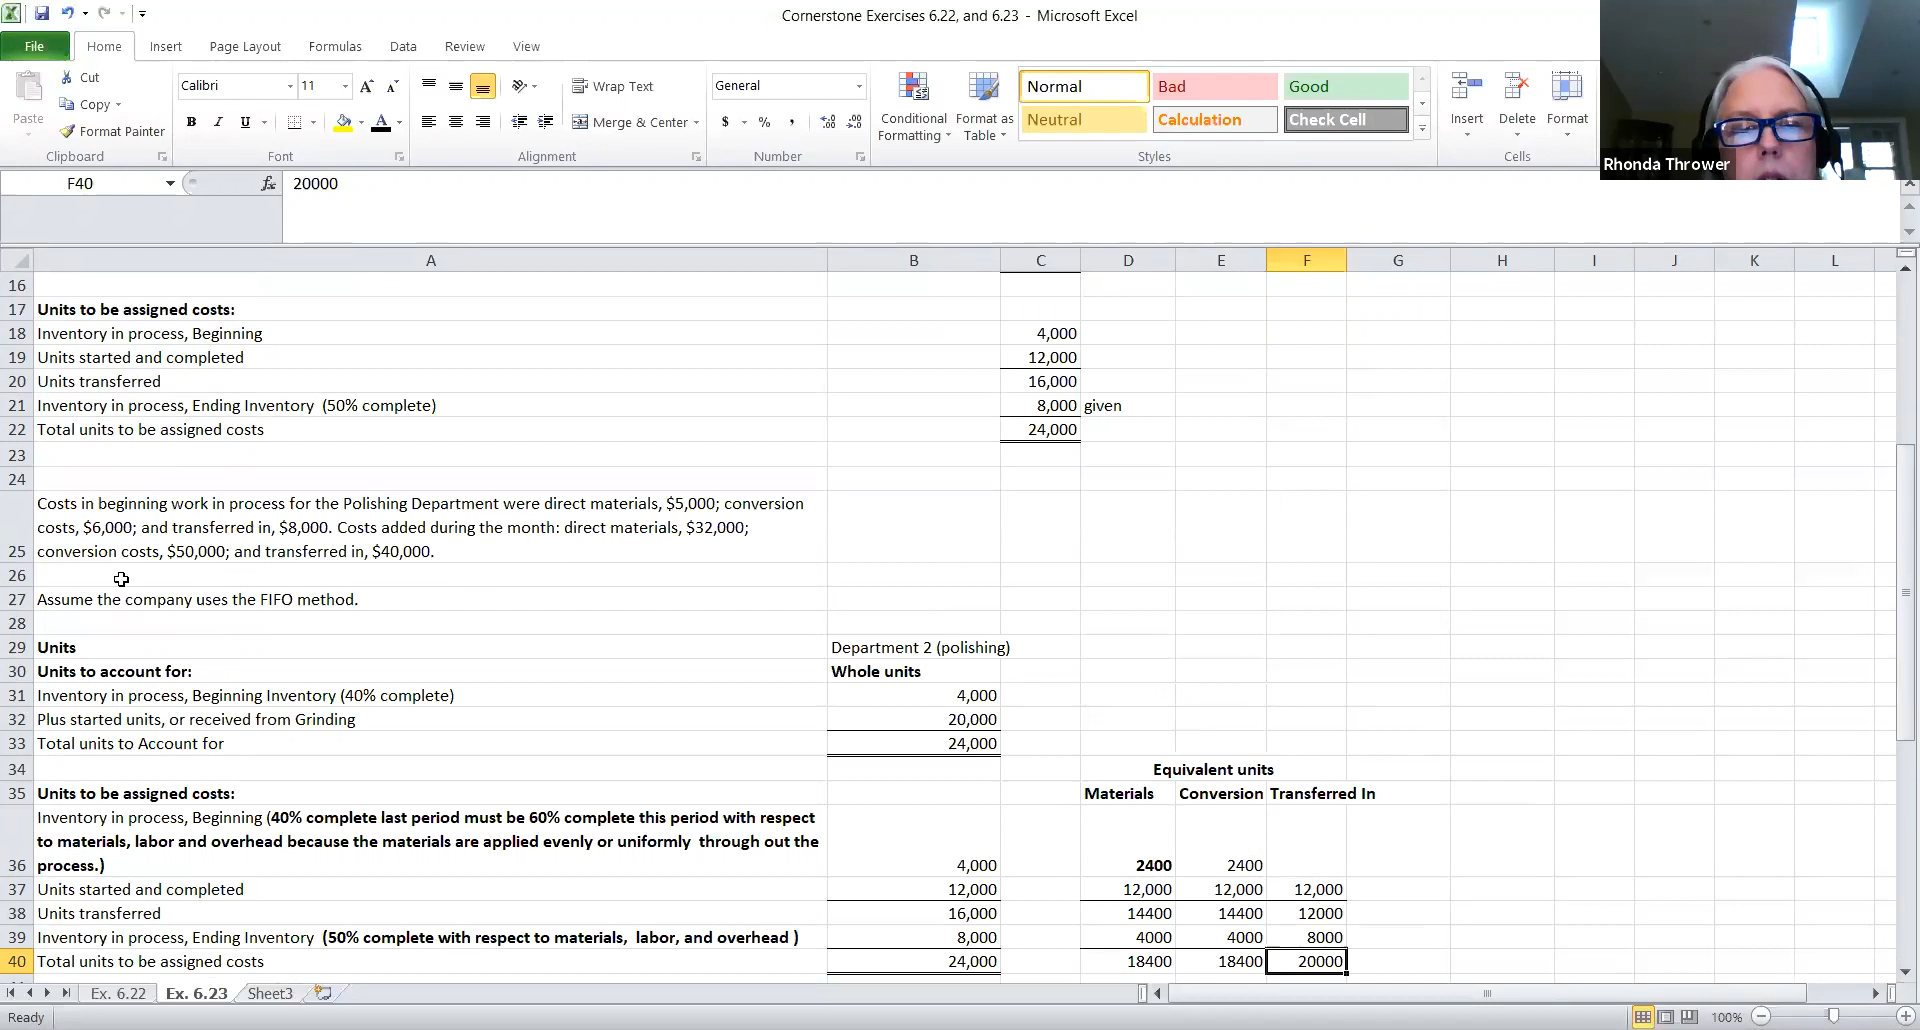 Cornerstone Exercises 6.22, and 6.23 - Microsoft Excel
File Home Insert Page Layout Formulas Data Review View
Paste Cut Copy Format Painter Clipboard
Calibri 11 B I U A Font
Wrap Text Merge & Center Alignment
General $ % , Number
Conditional Formatting Format as Table
Normal Bad Good
Neutral Calculation Check Cell
Styles
Insert Delete Format
Cells
Rhonda Thrower
F40 fx 20000
A B C D E F G H I J K L
16
17 Units to be assigned costs:
18 Inventory in process, Beginning 4,000
19 Units started and completed 12,000
20 Units transferred 16,000
21 Inventory in process, Ending Inventory (50% complete) 8,000 given
22 Total units to be assigned costs 24,000
23
24
Costs in beginning work in process for the Polishing Department were direct materials, $5,000; conversion
costs, $6,000; and transferred in, $8,000. Costs added during the month: direct materials, $32,000;
25 conversion costs, $50,000; and transferred in, $40,000.
26
27 Assume the company uses the FIFO method.
28
29 Units Department 2 (polishing)
30 Units to account for: Whole units
31 Inventory in process, Beginning Inventory (40% complete) 4,000
32 Plus started units, or received from Grinding 20,000
33 Total units to Account for 24,000
34 Equivalent units
35 Units to be assigned costs: Materials Conversion Transferred In
Inventory in process, Beginning (40% complete last period must be 60% complete this period with respect
to materials, labor and overhead because the materials are applied evenly or uniformly through out the
36 process.) 4,000 2400 2400
37 Units started and completed 12,000 12,000 12,000 12,000
38 Units transferred 16,000 14400 14400 12000
39 Inventory in process, Ending Inventory (50% complete with respect to materials, labor, and overhead ) 8,000 4000 4000 8000
40 Total units to be assigned costs 24,000 18400 18400 20000
Ex. 6.22 Ex. 6.23 Sheet3
Ready 100%